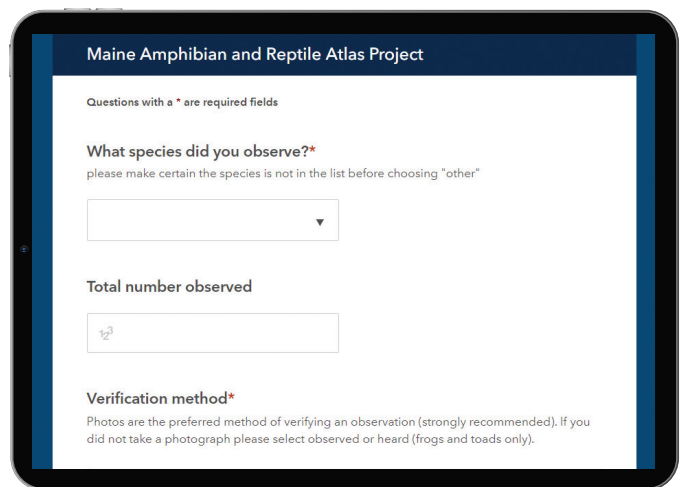 Maine Amphibian and Reptile Atlas Project
Questions with a * are required fields
What species did you observe?*
please make certain the species is not in the list before choosing "other"
Total number observed
123
Verification method*
Photos are the preferred method of verifying an observation (strongly recommended). If you
did not take a photograph please select observed or heard (frogs and toads only).